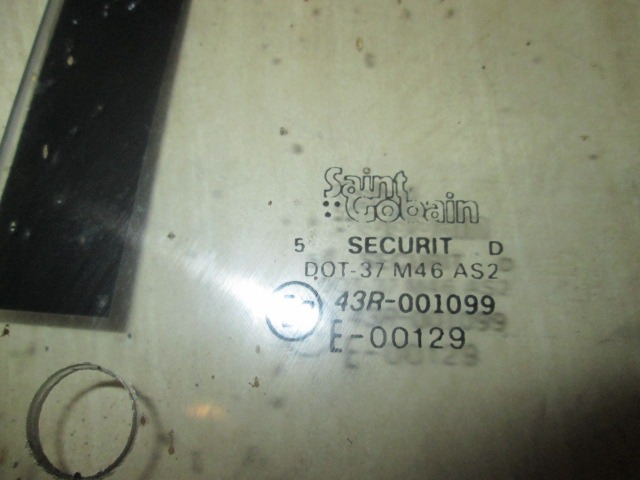 Saint
Gobain
5 SECURIT D
DOT-37 M46 AS2
43R-001099
E-00129